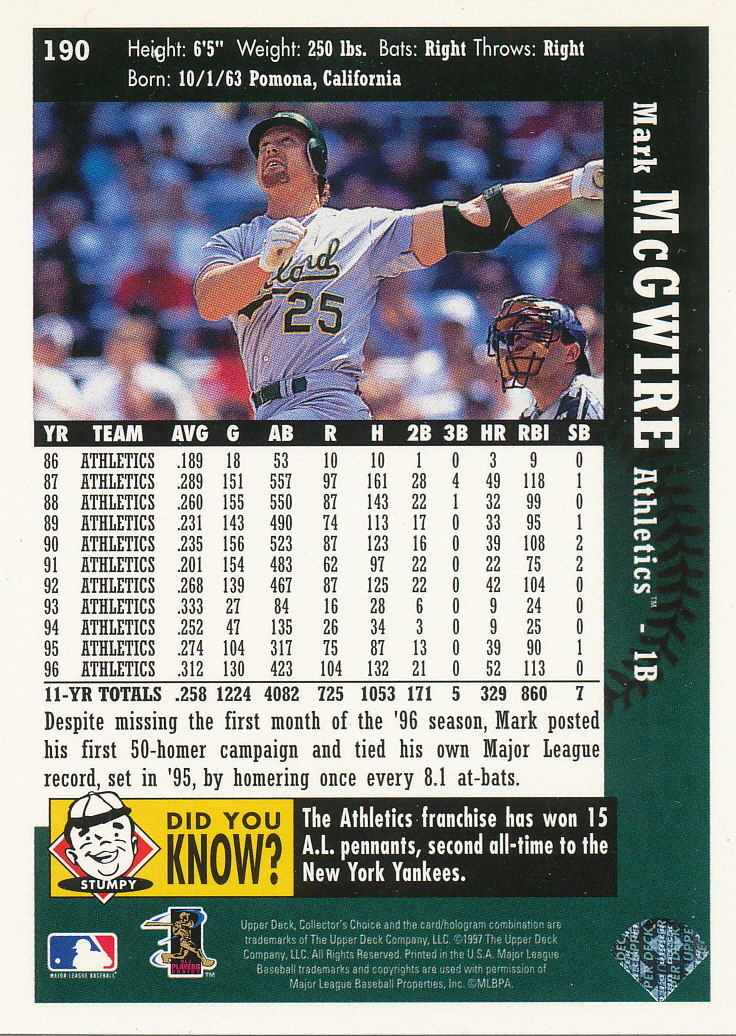 190
Height: 6'5" Weight: 250 lbs. Bats: Right Throws: Right
Born: 10/1/63 Pomona, California
Mark McGWIRE Athletics™ - 1B
25
YR TEAM AVG G AB R H 2B 3B HR RBI SB
86 ATHLETICS .189 18 53 10 10 1 0 3 9 0
87 ATHLETICS .289 151 557 97 161 28 4 49 118 1
88 ATHLETICS .260 155 550 87 143 22 1 32 99 0
89 ATHLETICS .231 143 490 74 113 17 0 33 95 1
90 ATHLETICS .235 156 523 87 123 16 0 39 108 2
91 ATHLETICS .201 154 483 62 97 22 0 22 75 2
92 ATHLETICS .268 139 467 87 125 22 0 42 104 0
93 ATHLETICS .333 27 84 16 28 6 0 9 24 0
94 ATHLETICS .252 47 135 26 34 3 0 9 25 0
95 ATHLETICS .274 104 317 75 87 13 0 39 90 1
96 ATHLETICS .312 130 423 104 132 21 0 52 113 0
11-YR TOTALS .258 1224 4082 725 1053 171 5 329 860 7
Despite missing the first month of the '96 season, Mark posted
his first 50-homer campaign and tied his own Major League
record, set in '95, by homering once every 8.1 at-bats.
STUMPY
DID YOU
KNOW?
The Athletics franchise has won 15
A.L. pennants, second all-time to the
New York Yankees.
MAJOR LEAGUE BASEBALL
PLAYERS
Upper Deck, Collector's Choice and the card/hologram combination are
trademarks of The Upper Deck Company, LLC. ©1997 The Upper Deck
Company, LLC. All Rights Reserved. Printed in the U.S.A. Major League
Baseball trademarks and copyrights are used with permission of
Major League Baseball Properties, Inc. ©MLBPA.